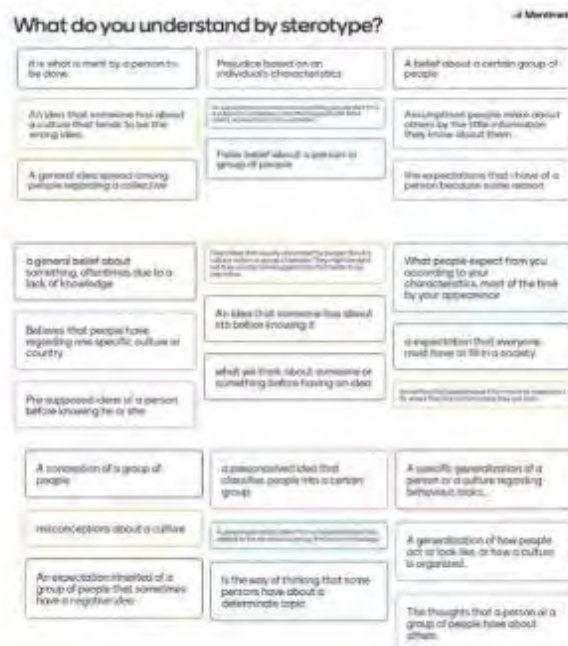 What do you understand by sterotype?
Mentimeter
It is what is ment by a person to
be done.
Prejudice based on an
individual's characteristics
A belief about a certain group of
people
An idea that someone has about
a culture that tends to be the
wrong idea.
Assumptions people make about
others by the little information
they know about them
A general idea spread among
people regarding a collective
False belief about a person or
group of people
the expectations that i have of a
person because some reason
a general belief about
something, oftentimes due to a
lack of knowledge
What people expect from you
according to your
characteristics, most of the time
by your appearence
Believes that people have
regarding one specific culture or
country
An idea that someone has about
sth before knowing it
a expectation that everyone
must have to fit in a society
Pre supposed ideas of a person
before knowing he or she
what we think about someone or
something before having an idea
A conception of a group of
people
a preconceived idea that
classifies people into a certain
group
A specific generalization of a
person or a culture regarding
behaviour, looks...
misconceptions about a culture
A generalization of how people
act or look like, or how a culture
is organized.
An expectation inherited of a
group of people that sometimes
have a negative idea
Is the way of thinking that some
persons have about a
determinate topic
The thoughts that a person or a
group of people have about
others